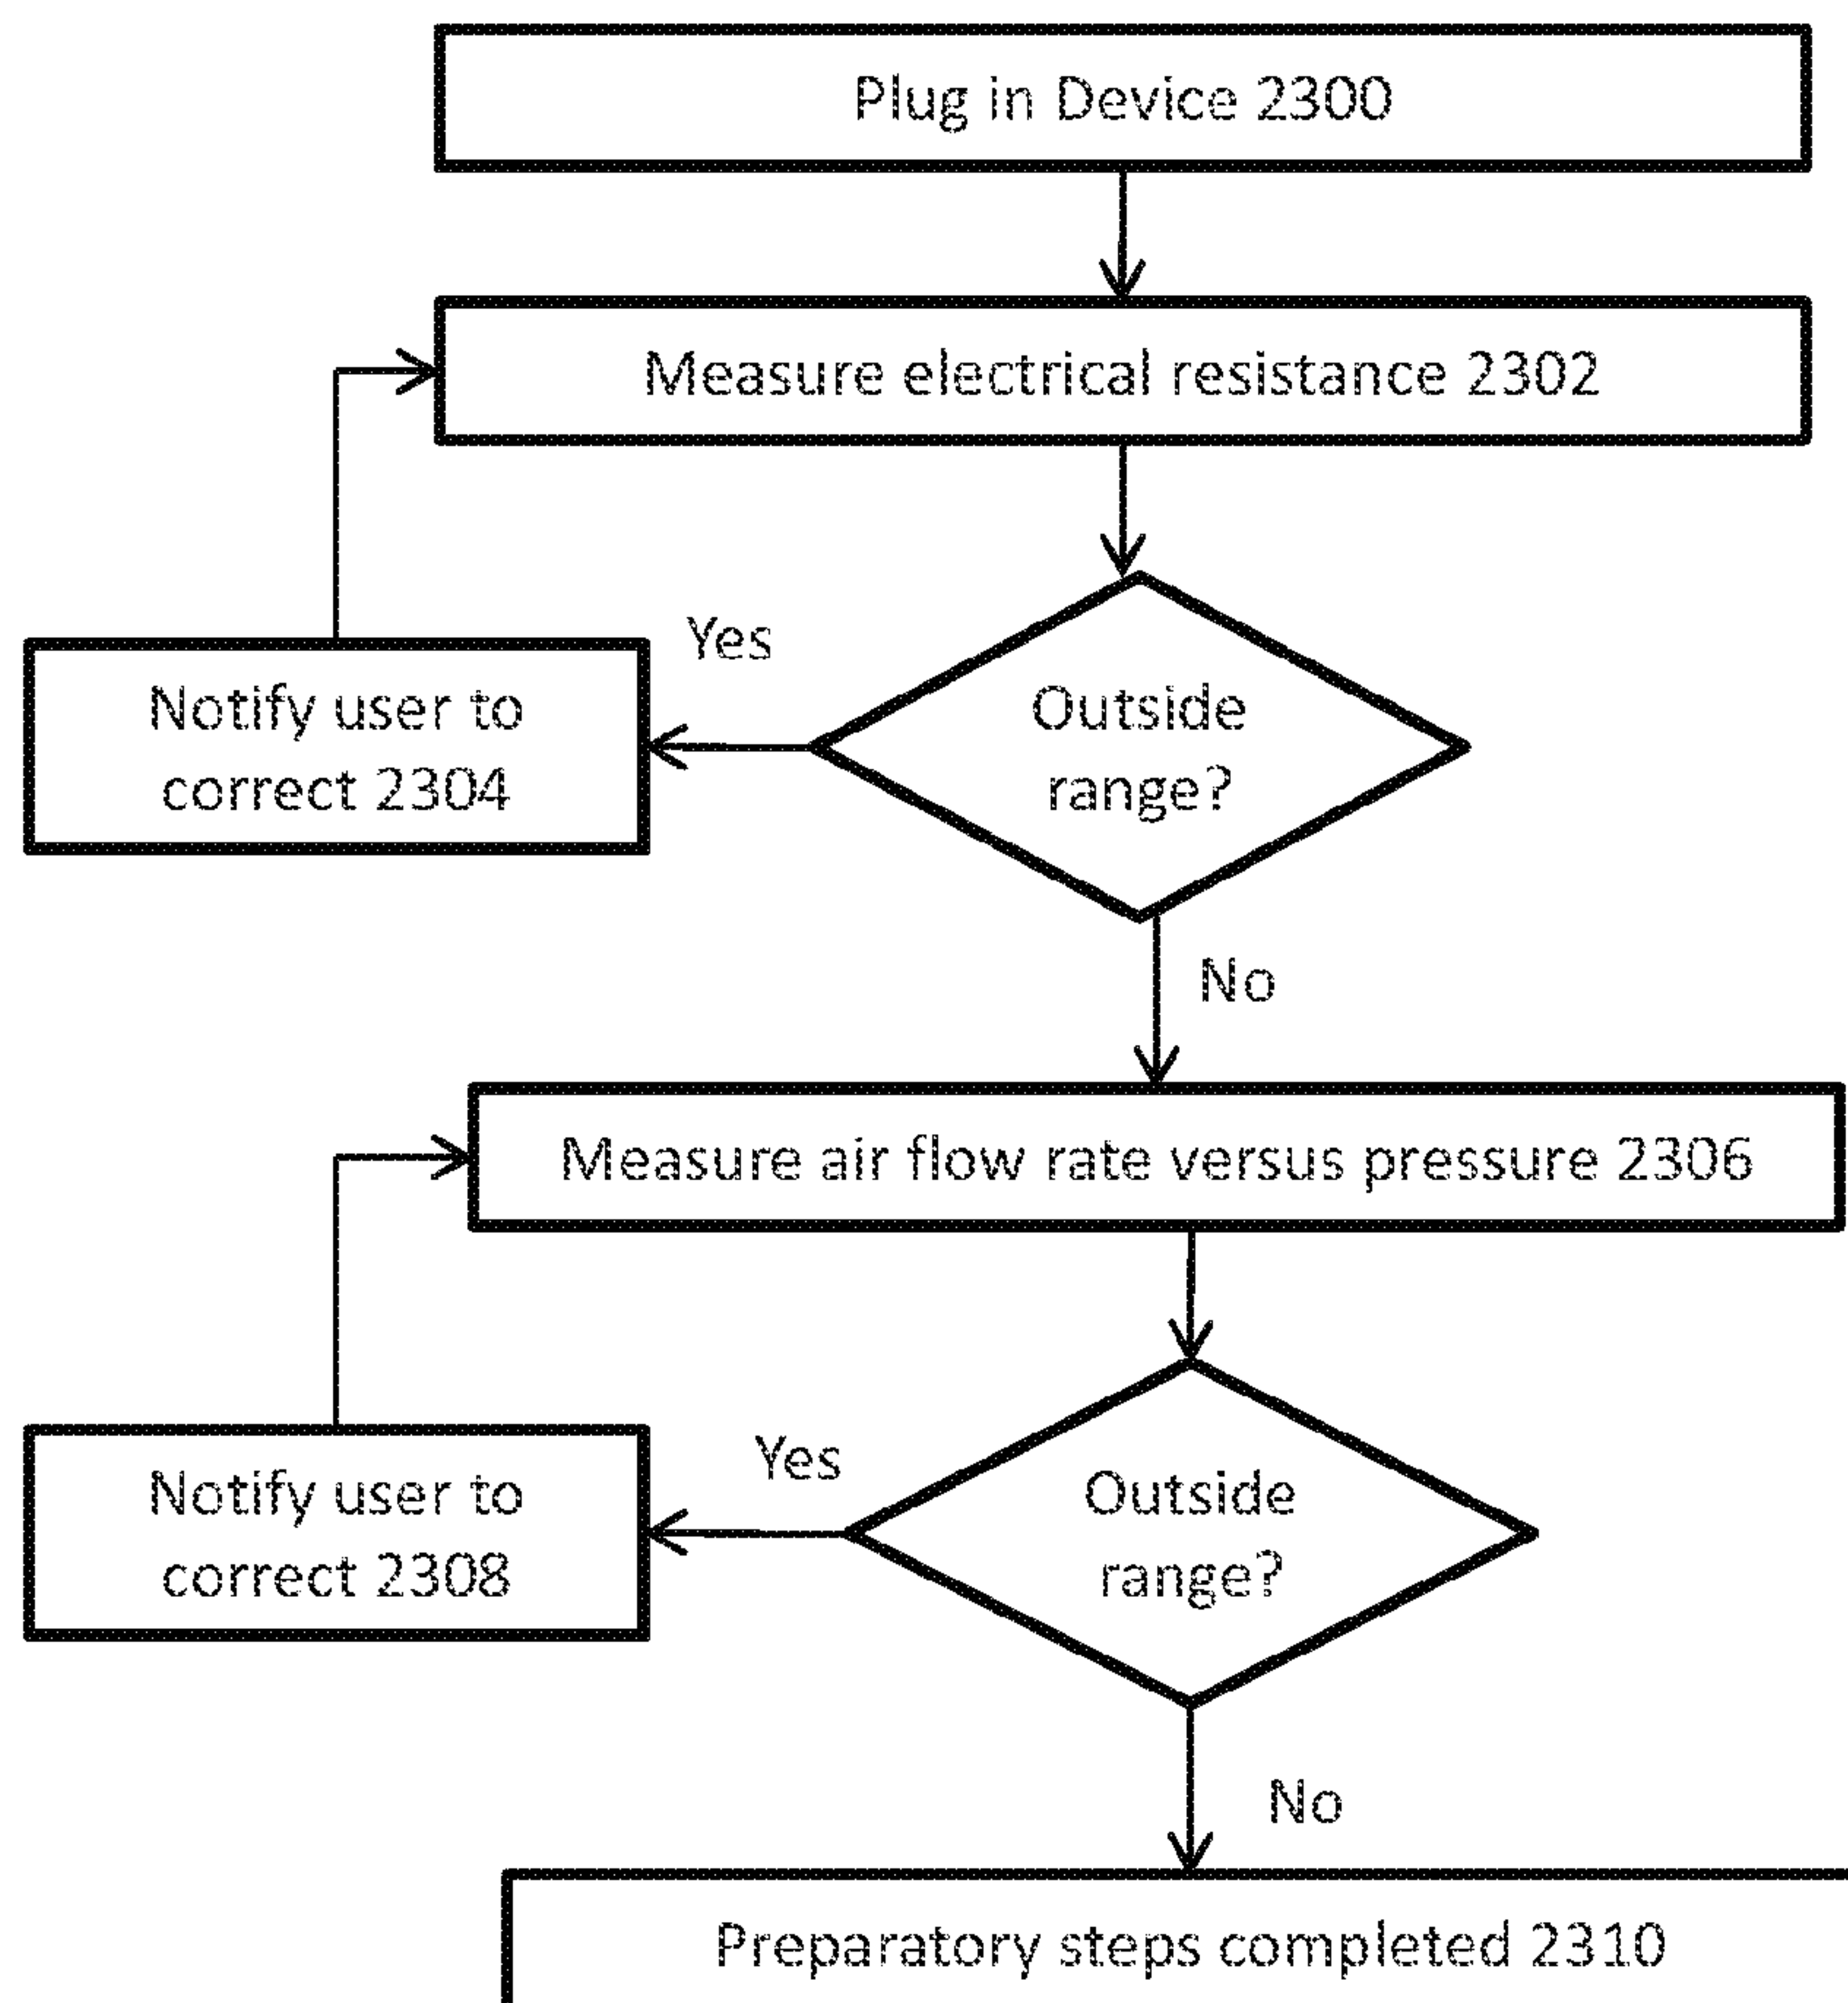 Plug in Device 2300
Measure electrical resistance 2302
Yes
Notify user to
correct 2304
Outside
range?
No
Measure air flow rate versus pressure 2306
Yes
Notify user to
correct 2308
Outside
range?
No
Preparatory steps completed 2310